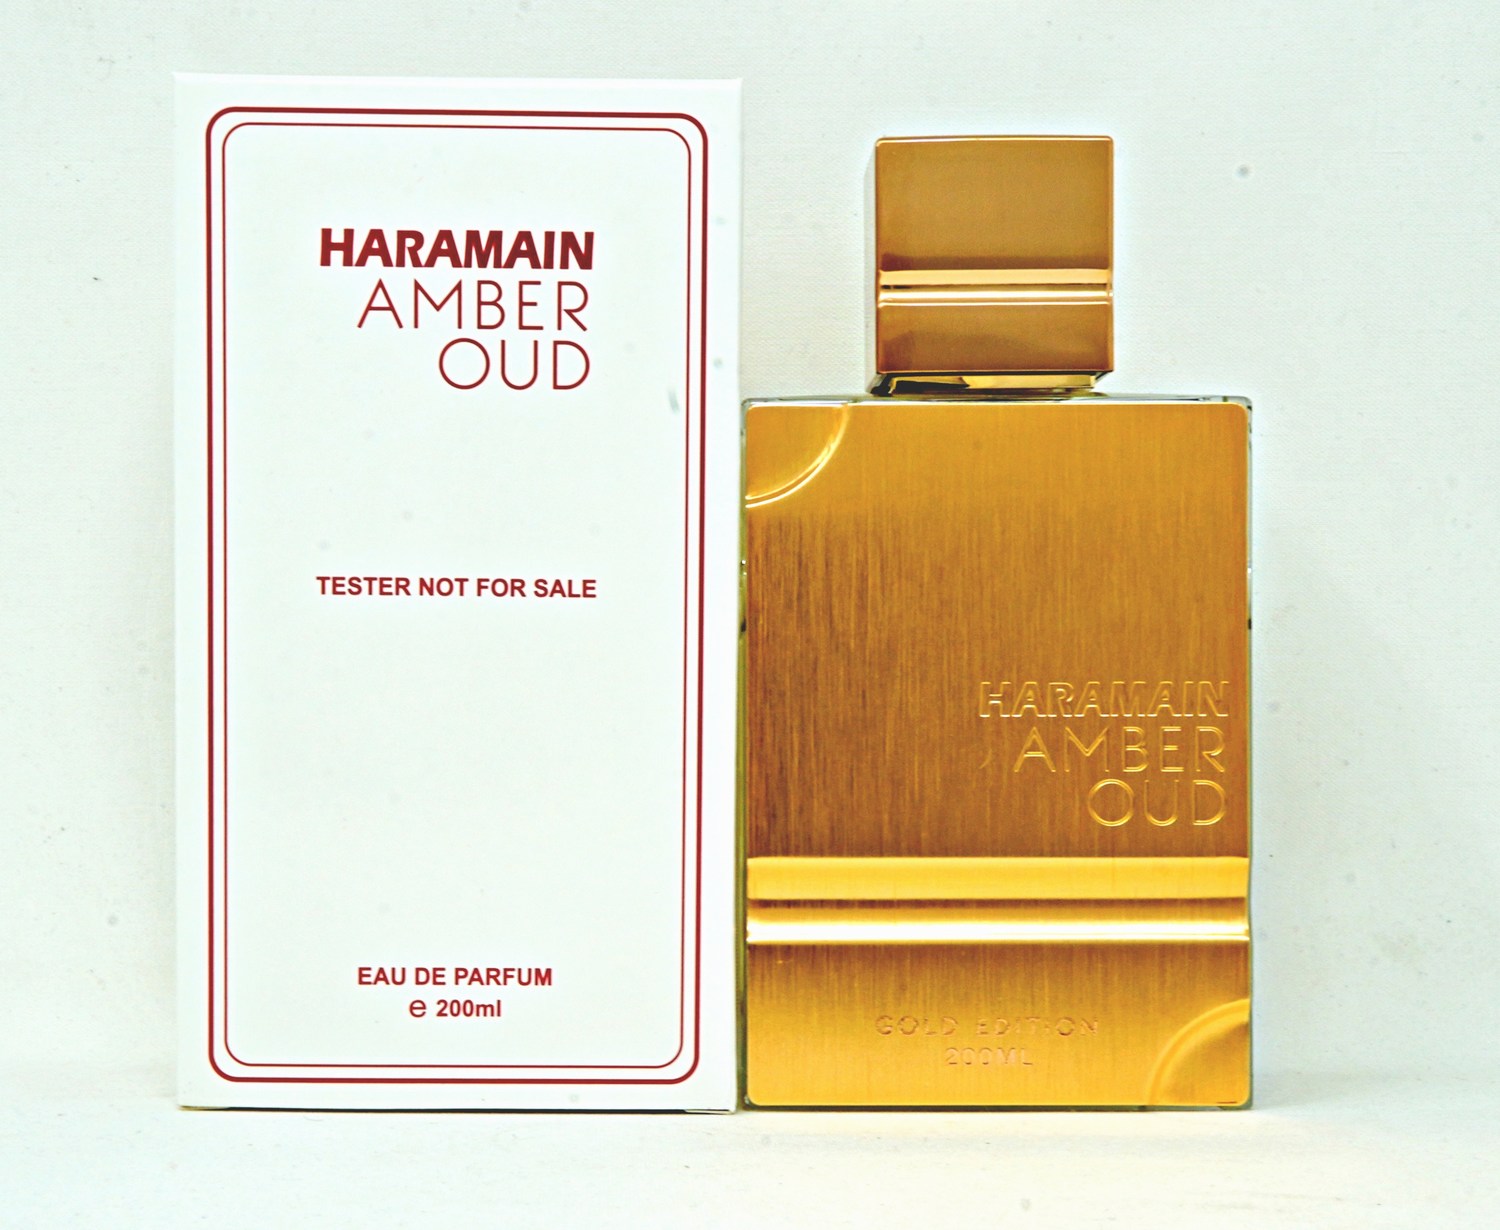 HARAMAIN
AMBER
OUD
TESTER NOT FOR SALE
EAU DE PARFUM
e 200ml
HARAMAIN
AMBER
OUD
GOLD EDITION
200ML